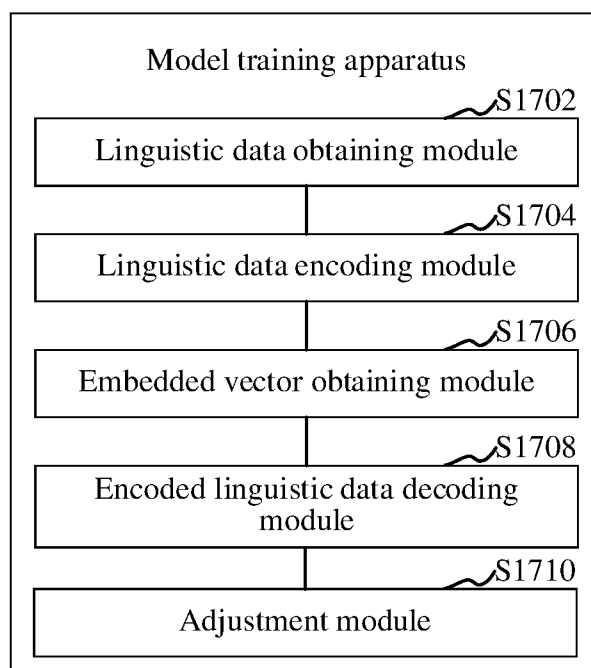 Model training apparatus
S1702
Linguistic data obtaining module
S1704
Linguistic data encoding module
S1706
Embedded vector obtaining module
S1708
Encoded linguistic data decoding
module
S1710
Adjustment module